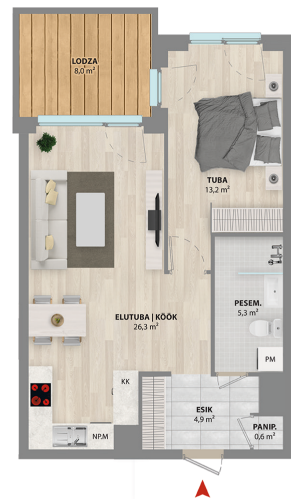 LODZA
8,0 m²
TUBA
13,2 m²
PESEM.
5,3 m²
ELUTUBA | KÖÖK
26,3 m²
PM
KK
ESIK
4,9 m²
PANIP.
0,6 m²
NP.M